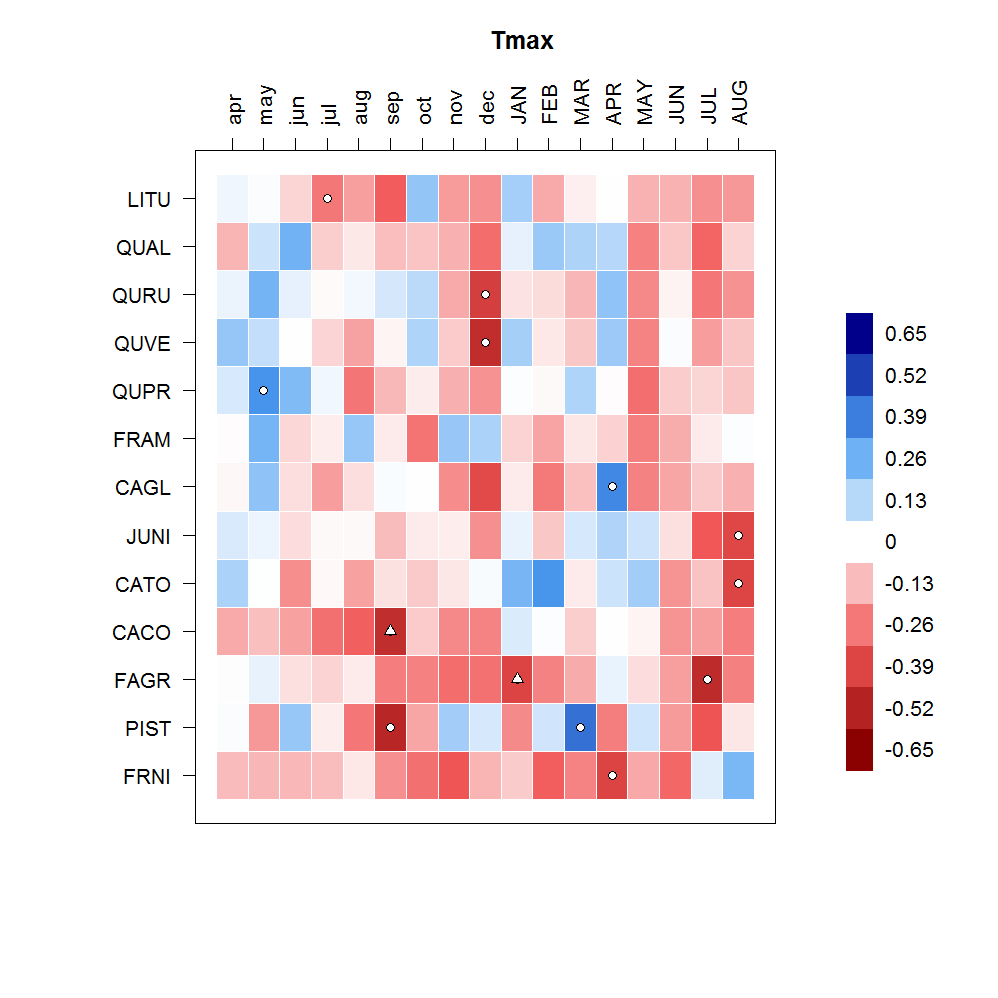 Tmax
apr may jun jul aug sep oct nov dec JAN FEB MAR APR MAY JUN JUL AUG
LITU
QUAL
QURU
QUVE
QUPR
FRAM
CAGL
JUNI
CATO
CACO
FAGR
PIST
FRNI
0.65
0.52
0.39
0.26
0.13
0
-0.13
-0.26
-0.39
-0.52
-0.65